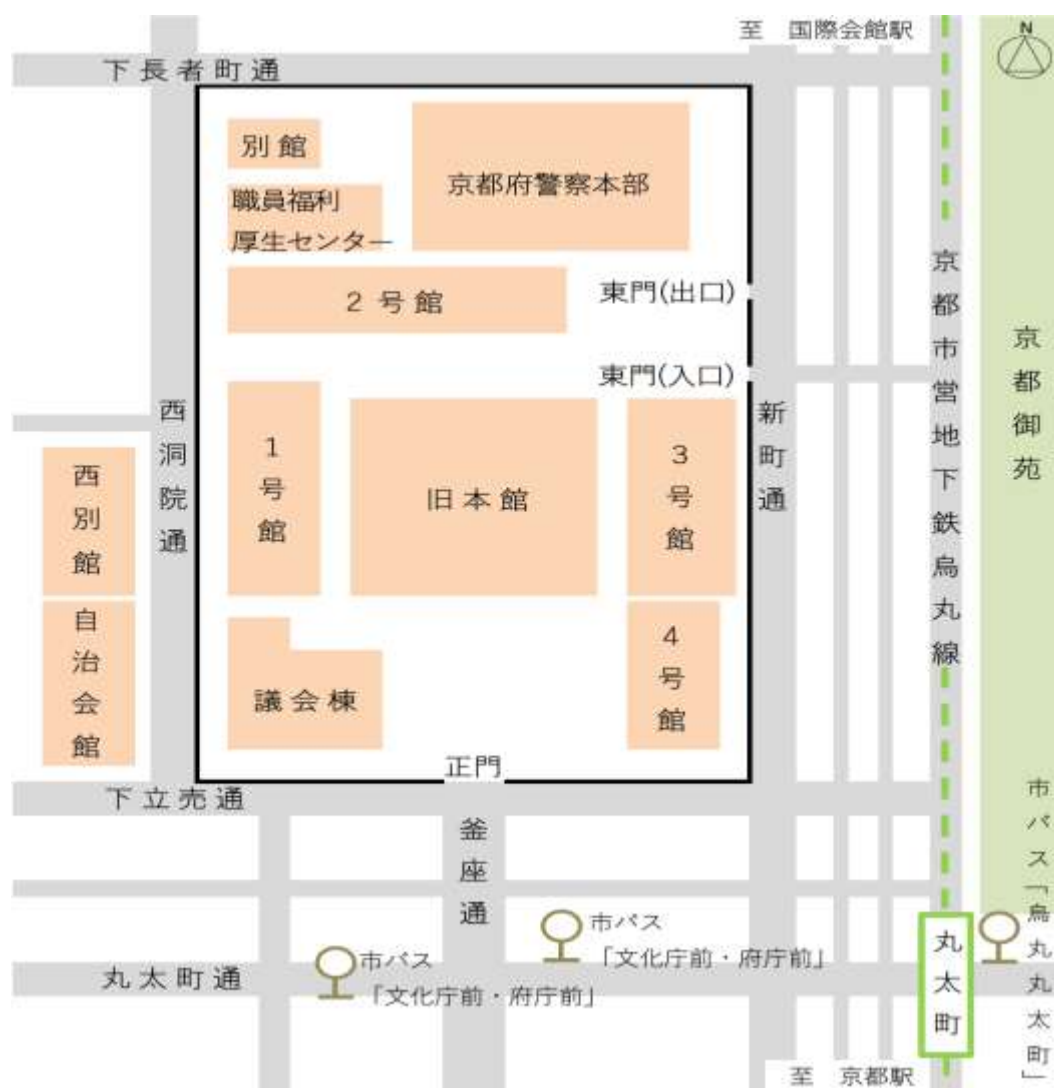 至 国際会館駅
N
下長者町通
別館
京都府警察本部
職員福利
厚生センター
2号館
東門(出口)
東門(入口)
京都市営地下鉄烏丸線
京都御苑
西洞院通
新町通
1号館
旧本館
3号館
西別館
自治会館
4号館
議会棟
正門
下立売通
釜座通
市バス「烏丸丸太町」
市バス
「文化庁前・府庁前」
市バス
「文化庁前・府庁前」
丸太町通
丸太町
至 京都駅